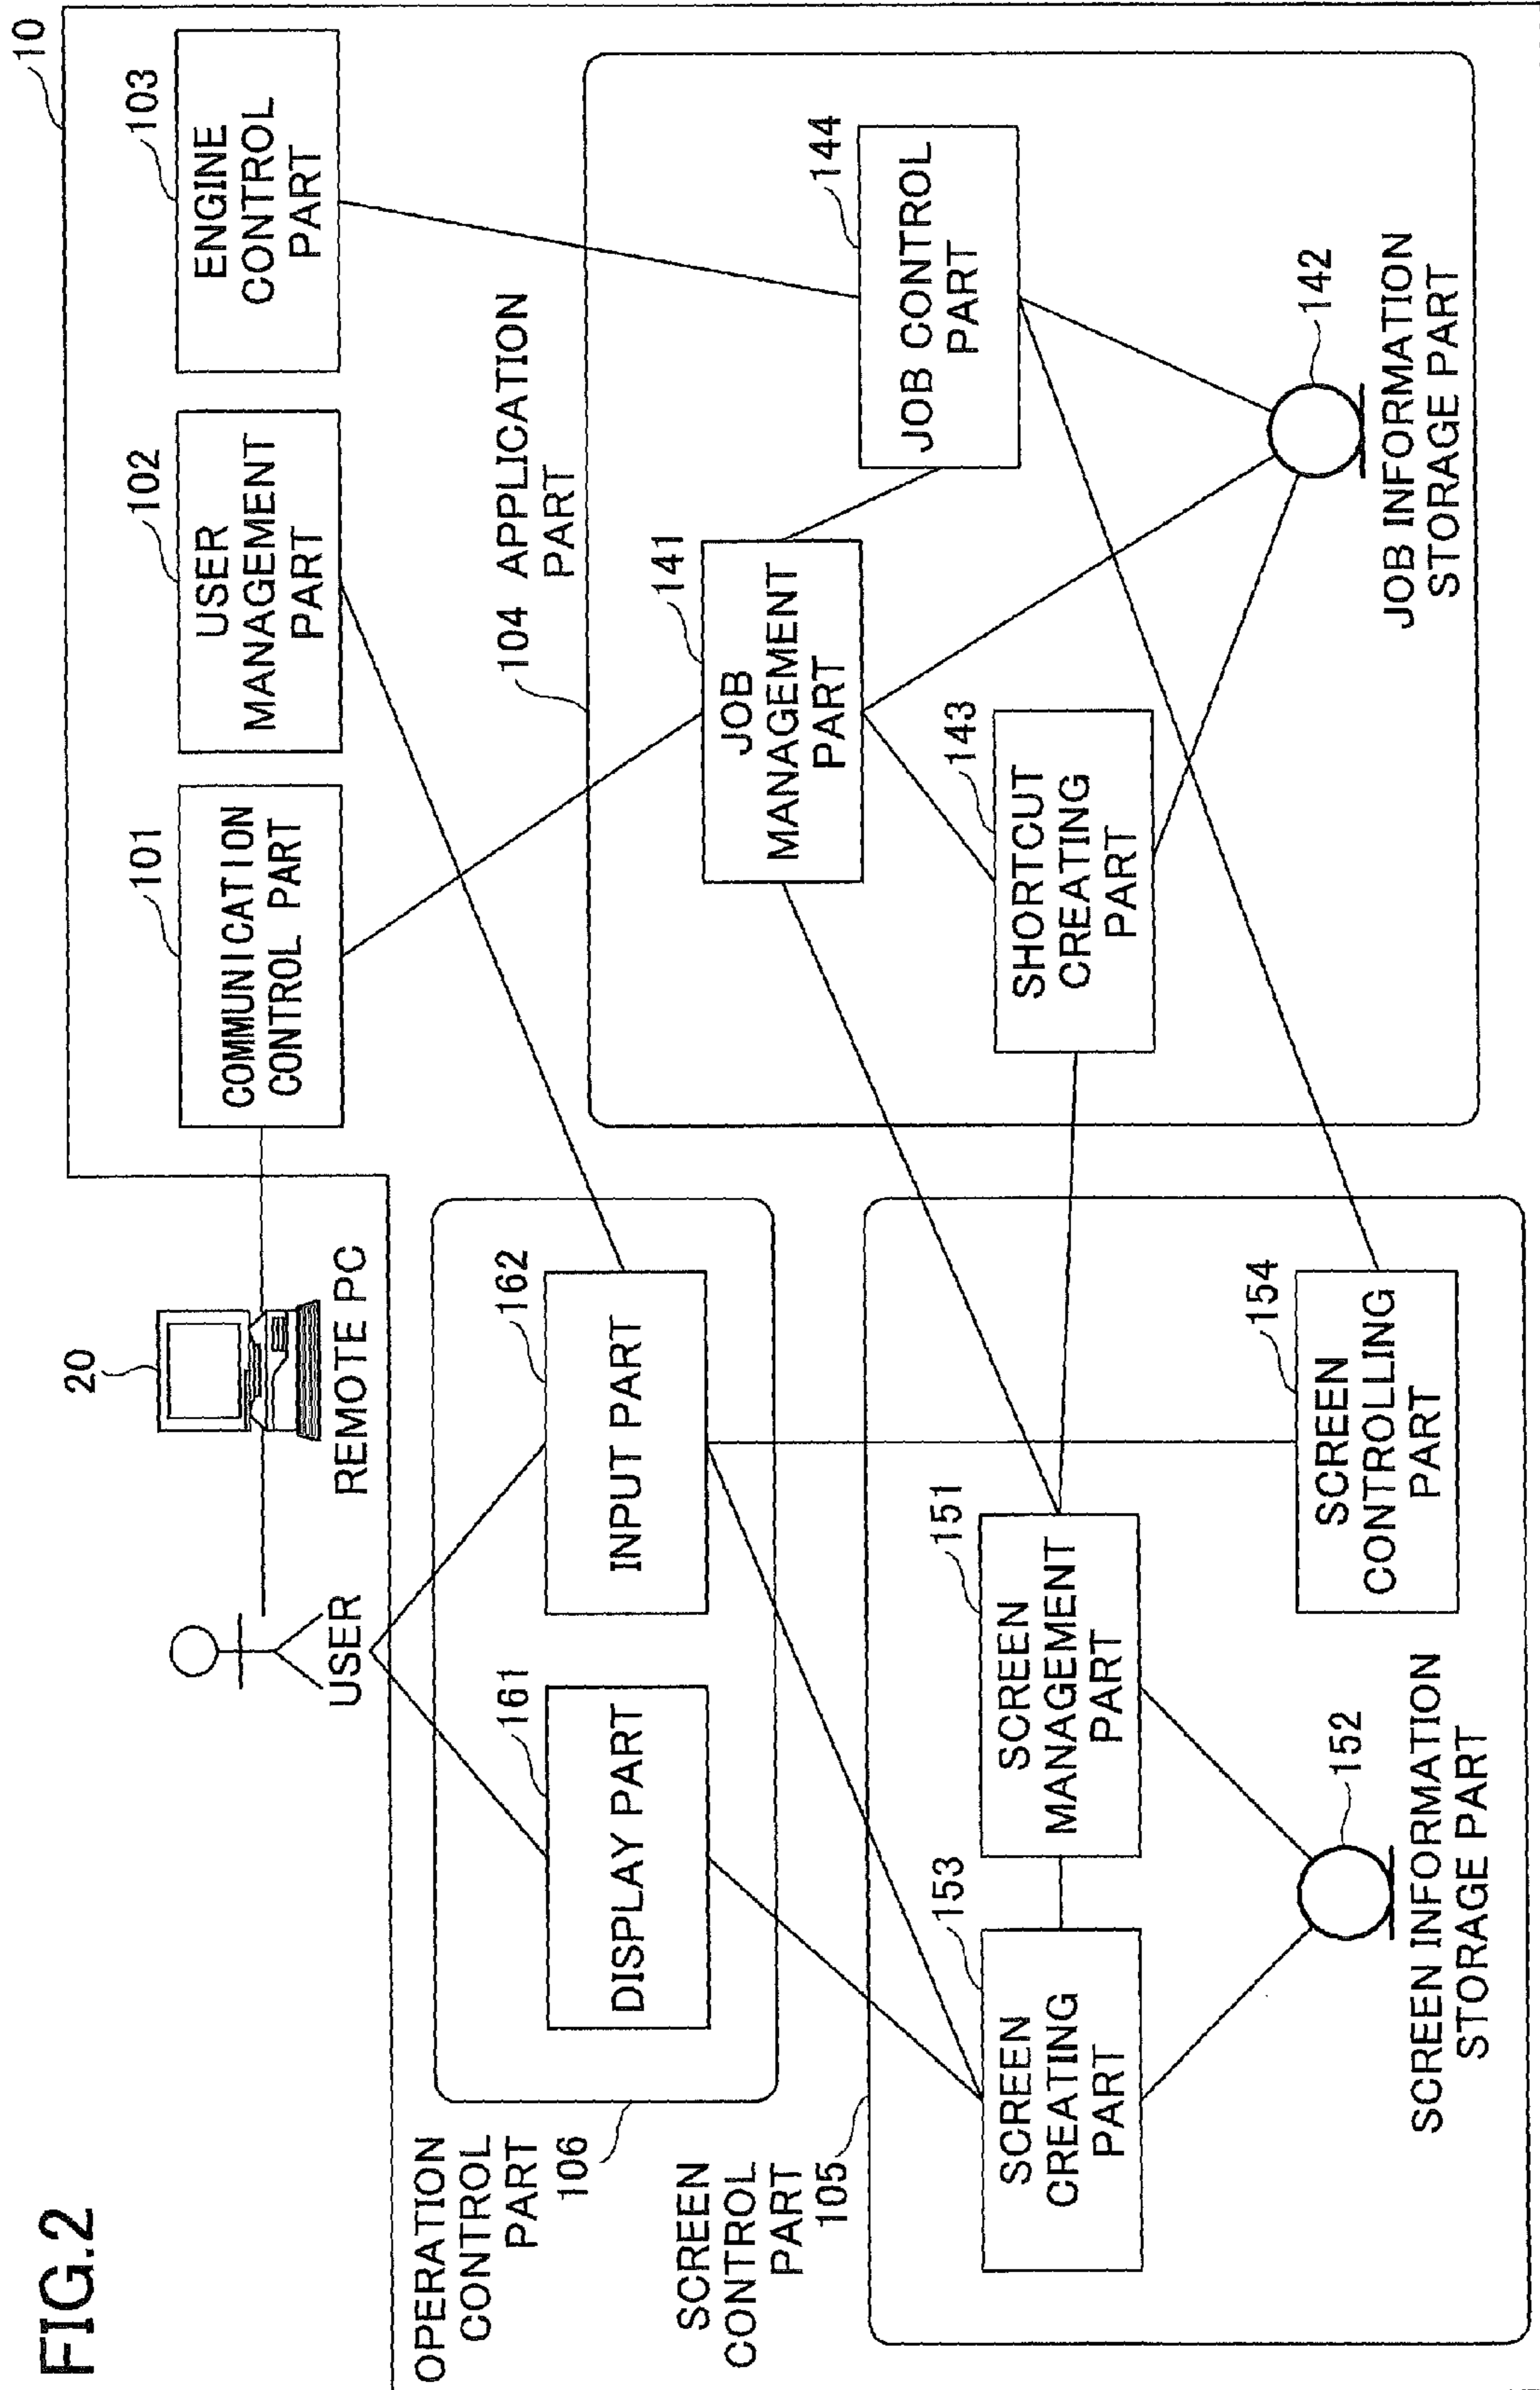 FIG.2
10
20
REMOTE PC
USER
101
COMMUNICATION
CONTROL PART
102
USER
MANAGEMENT
PART
103
ENGINE
CONTROL
PART
OPERATION
CONTROL
PART
106
161
DISPLAY PART
162
INPUT PART
104 APPLICATION
PART
141
JOB
MANAGEMENT
PART
144
JOB CONTROL
PART
143
SHORTCUT
CREATING
PART
142
JOB INFORMATION
STORAGE PART
SCREEN
CONTROL
PART
105
153
SCREEN
CREATING
PART
151
SCREEN
MANAGEMENT
PART
154
SCREEN
CONTROLLING
PART
152
SCREEN INFORMATION
STORAGE PART